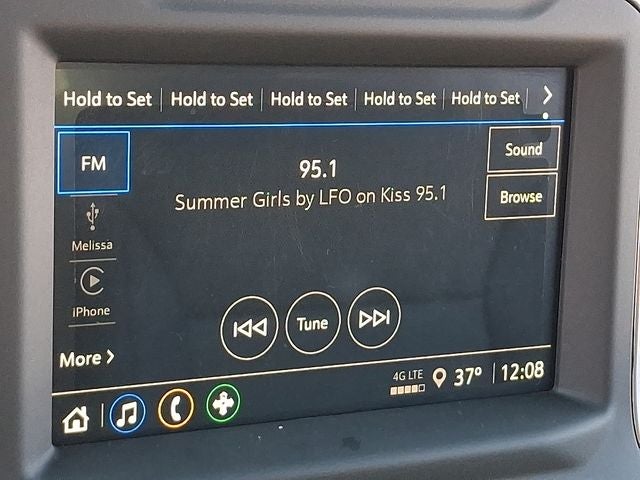 Hold to Set Hold to Set Hold to Set Hold to Set Hold to Set
FM
95.1
Sound
Summer Girls by LFO on Kiss 95.1
Browse
Melissa
iPhone
Tune
More
4G LTE
37°
12:08